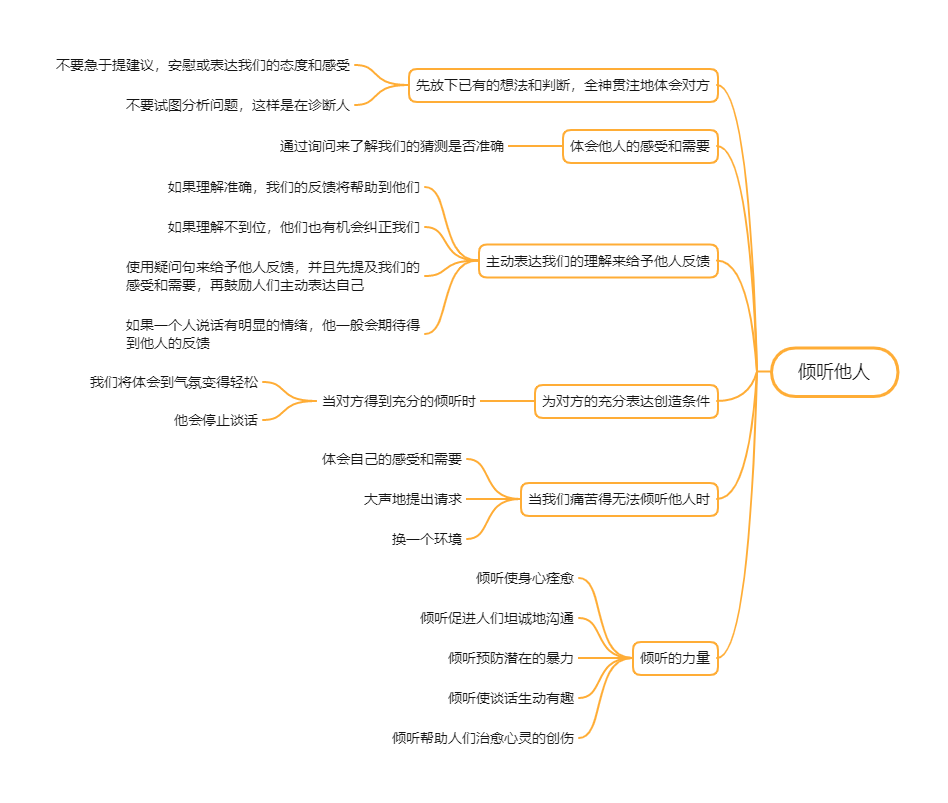 倾听他人
先放下已有的想法和判断，全神贯注地体会对方
不要急于提建议，安慰或表达我们的态度和感受
不要试图分析问题，这样是在诊断人
体会他人的感受和需要
通过询问来了解我们的猜测是否准确
主动表达我们的理解来给予他人反馈
如果理解准确，我们的反馈将帮助到他们
如果理解不到位，他们也有机会纠正我们
使用疑问句来给予他人反馈，并且先提及我们的
感受和需要，再鼓励人们主动表达自己
如果一个人说话有明显的情绪，他一般会期待得
到他人的反馈
为对方的充分表达创造条件
当对方得到充分的倾听时
我们将体会到气氛变得轻松
他会停止谈话
当我们痛苦得无法倾听他人时
体会自己的感受和需要
大声地提出请求
换一个环境
倾听的力量
倾听使身心痊愈
倾听促进人们坦诚地沟通
倾听预防潜在的暴力
倾听使谈话生动有趣
倾听帮助人们治愈心灵的创伤